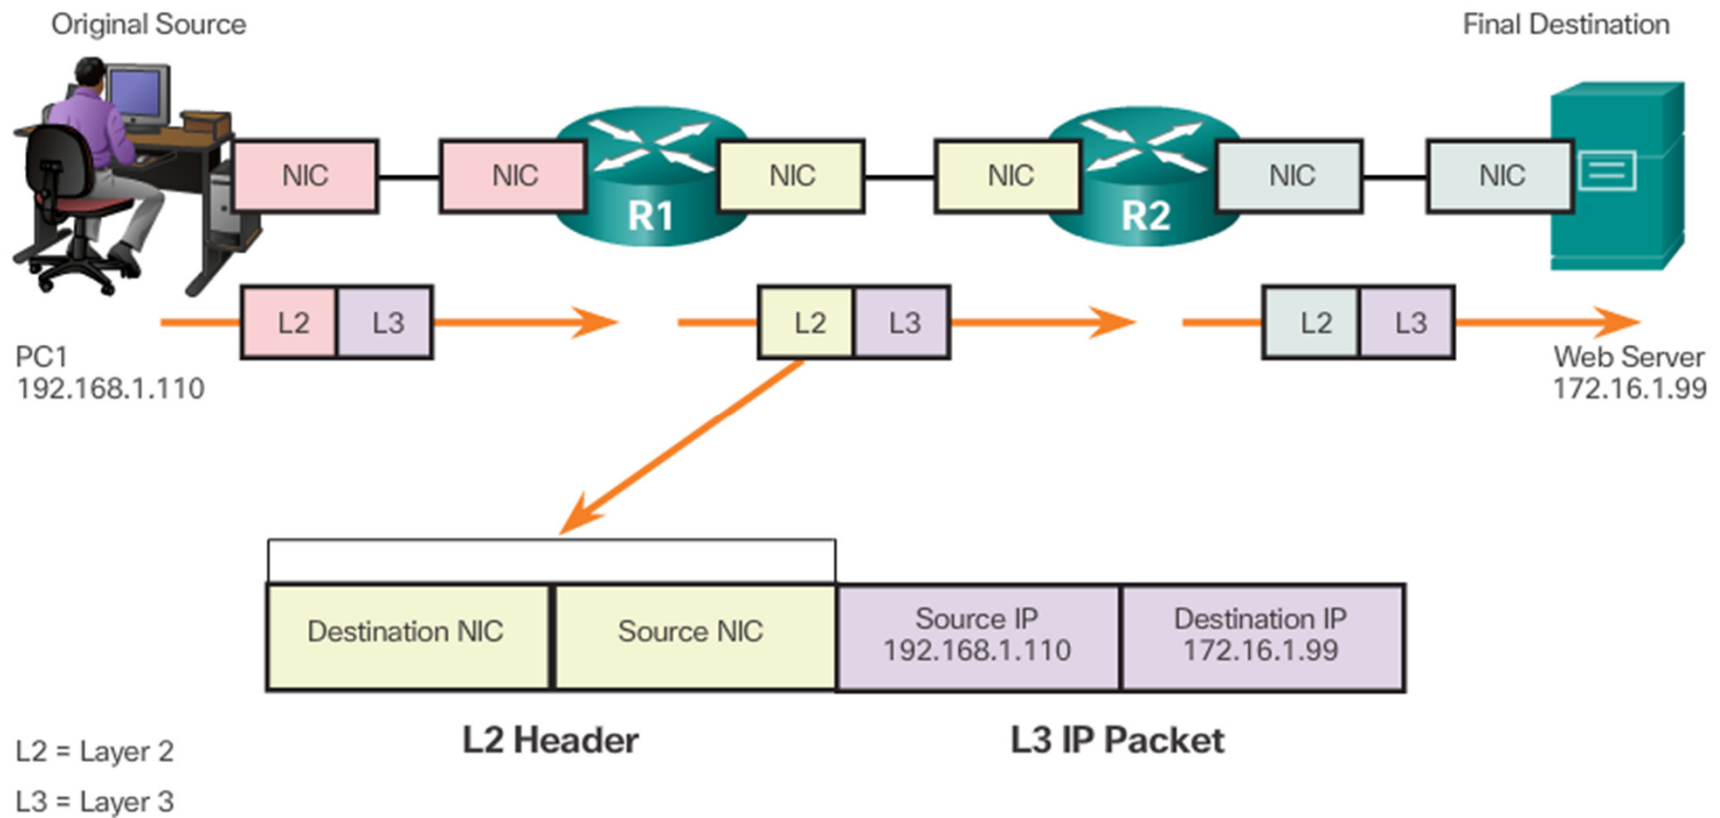 Original Source
Final Destination
NIC
NIC
NIC
NIC
NIC
NIC
R1
R2
L2
L3
L2
L3
L2
L3
PC1
192.168.1.110
Web Server
172.16.1.99
Destination NIC
Source NIC
Source IP
192.168.1.110
Destination IP
172.16.1.99
L2 Header
L3 IP Packet
L2 = Layer 2
L3 = Layer 3